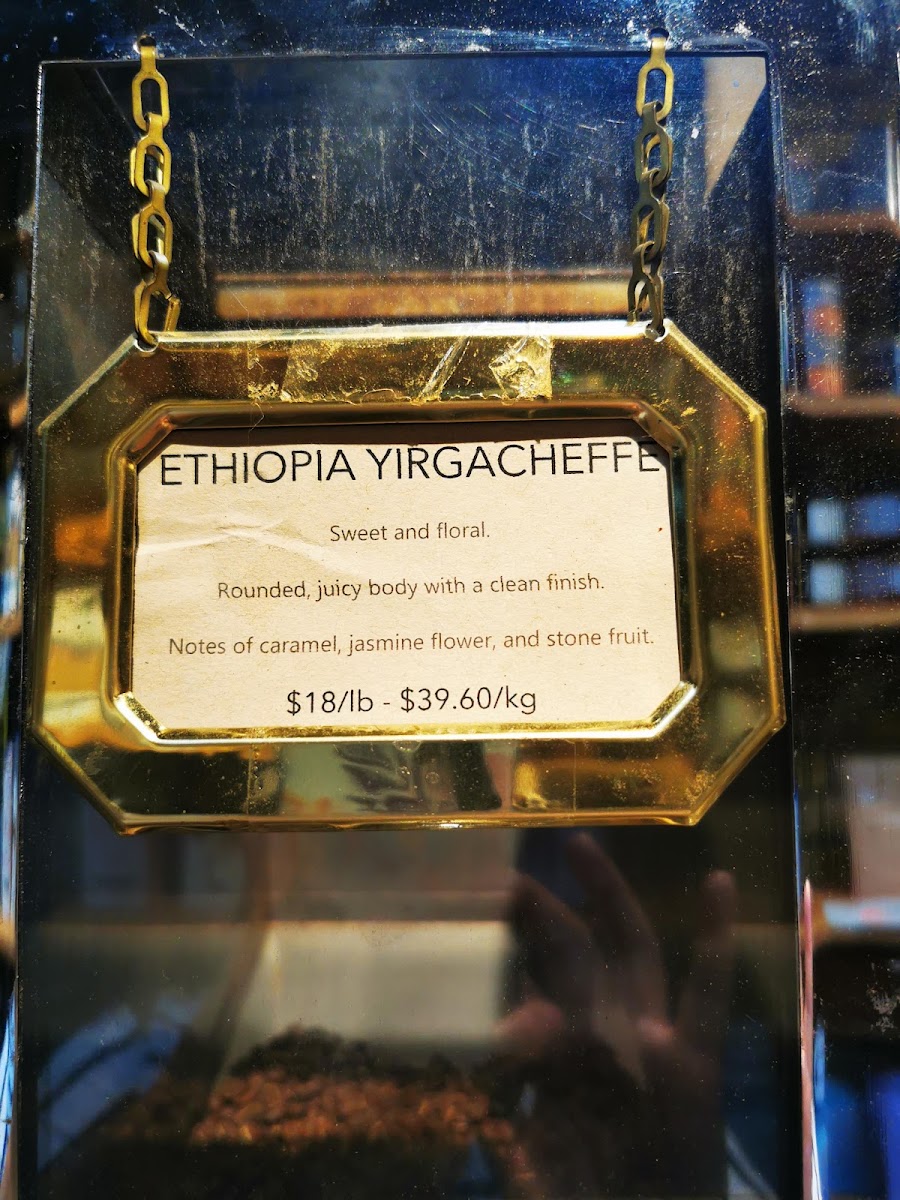 ETHIOPIA YIRGACHEFFE
Sweet and floral.
Rounded, juicy body with a clean finish.
Notes of caramel, jasmine flower, and stone fruit.
$18/lb - $39.60/kg